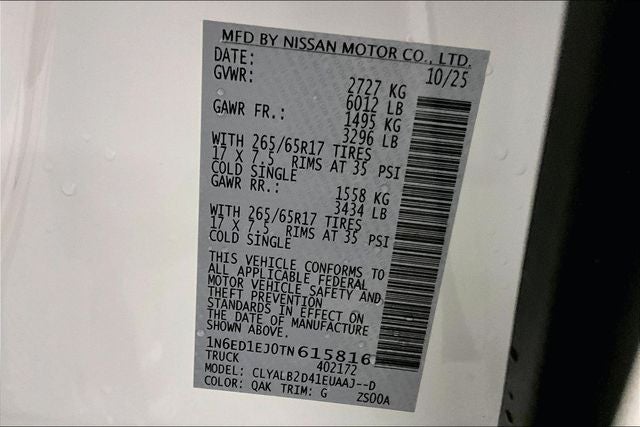 MFD BY NISSAN MOTOR CO., LTD.
DATE: 10/25
GVWR: 2727 KG
6012 LB
GAWR FR.: 1495 KG
3296 LB
WITH 265/65R17 TIRES
17 X 7.5 RIMS AT 35 PSI
COLD SINGLE
GAWR RR.: 1558 KG
3434 LB
WITH 265/65R17 TIRES
17 X 7.5 RIMS AT 35 PSI
COLD SINGLE
THIS VEHICLE CONFORMS TO
ALL APPLICABLE FEDERAL
MOTOR VEHICLE SAFETY AND
THEFT PREVENTION
STANDARDS IN EFFECT ON
THE DATE OF MANUFACTURE
SHOWN ABOVE.
1N6ED1EJ0TN615816
TRUCK 402172
MODEL: CLYALB2D41EUAAJ--D
COLOR: QAK TRIM: G ZS00A